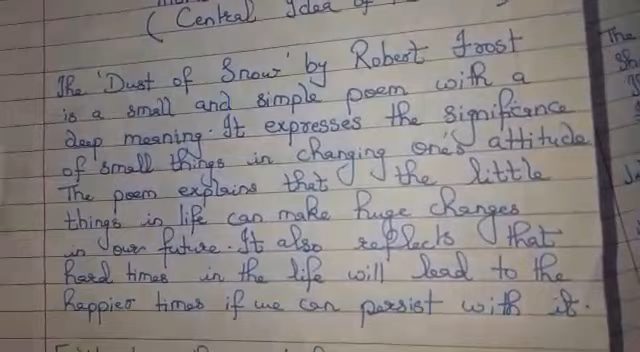 ( Central Idea of
The 'Dust of Snow' by Robert Frost
is a small and simple poem with a
deep meaning. It expresses the significance
of small things in changing one's attitude
The poem explains that the little
things in life can make huge changes
in our future. It also reflects that
hard times in the life will lead to the
happier times if we can persist with it.
The